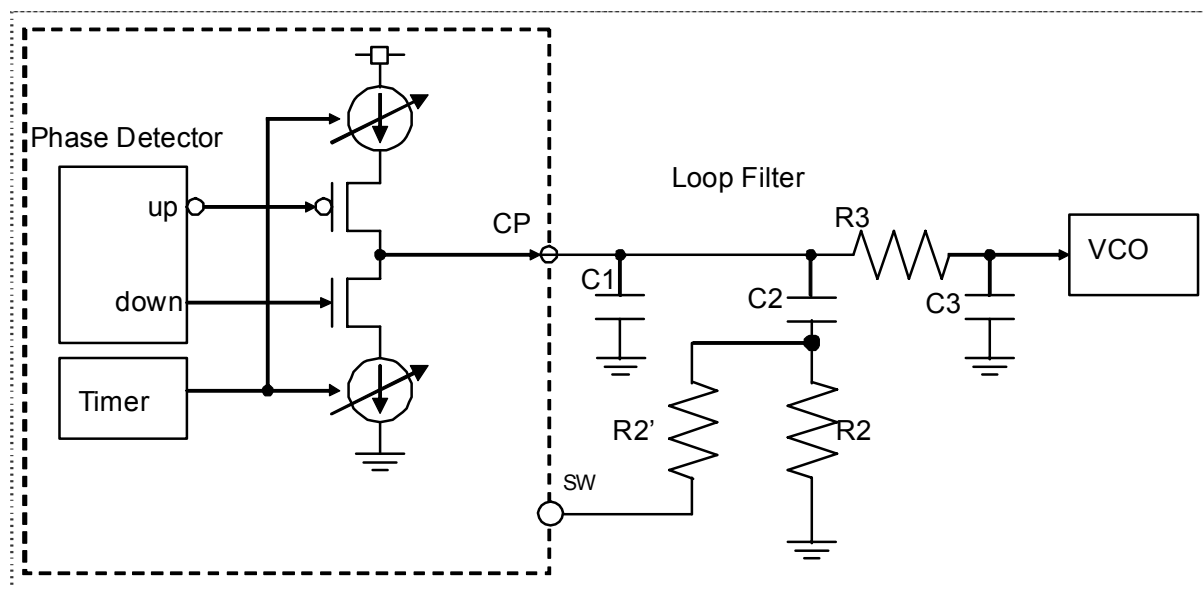 Phase Detector
up
down
Timer
CP
SW
Loop Filter
C1
C2
R2’
R2
R3
C3
VCO